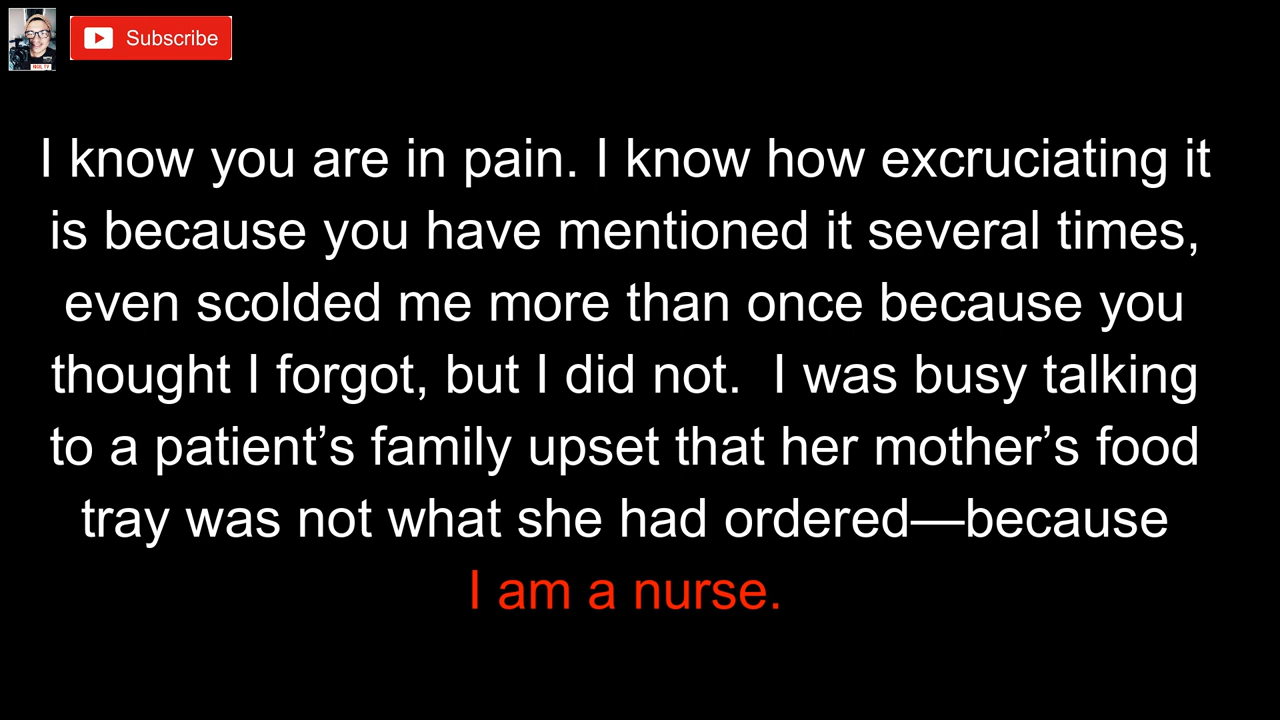 Subscribe
I know you are in pain. I know how excruciating it
is because you have mentioned it several times,
even scolded me more than once because you
thought I forgot, but I did not.  I was busy talking
to a patient’s family upset that her mother’s food
tray was not what she had ordered—because
I am a nurse.